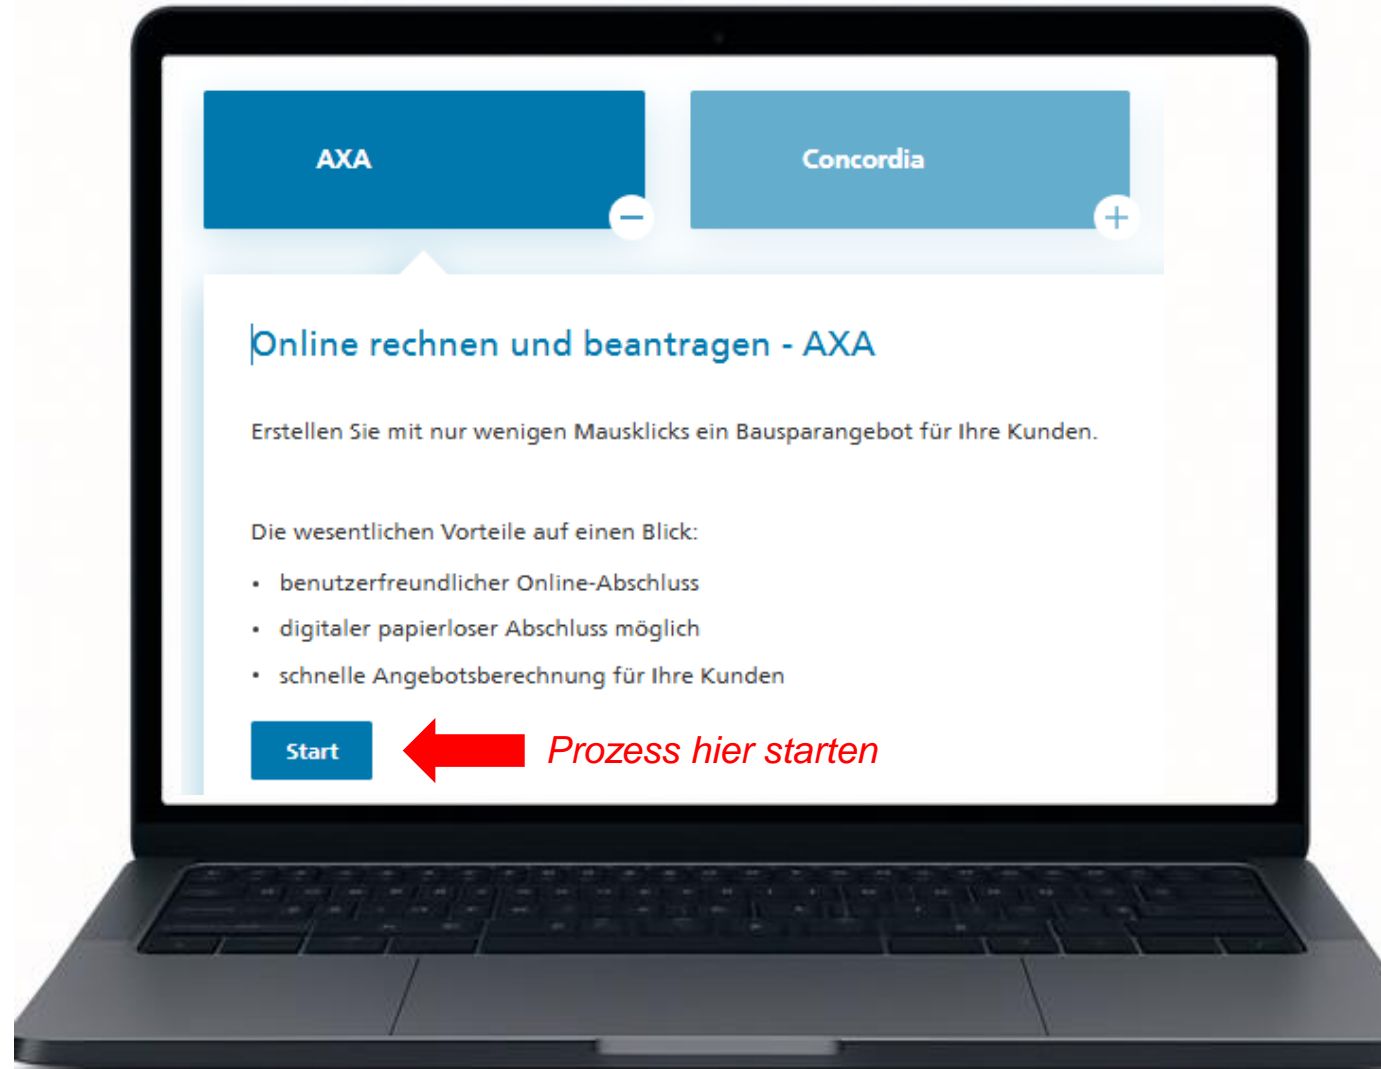 AXA
Concordia
Online rechnen und beantragen - AXA
Erstellen Sie mit nur wenigen Mausklicks ein Bausparangebot für Ihre Kunden.
Die wesentlichen Vorteile auf einen Blick:
• benutzerfreundlicher Online-Abschluss
• digitaler papierloser Abschluss möglich
• schnelle Angebotsberechnung für Ihre Kunden
Start
Prozess hier starten